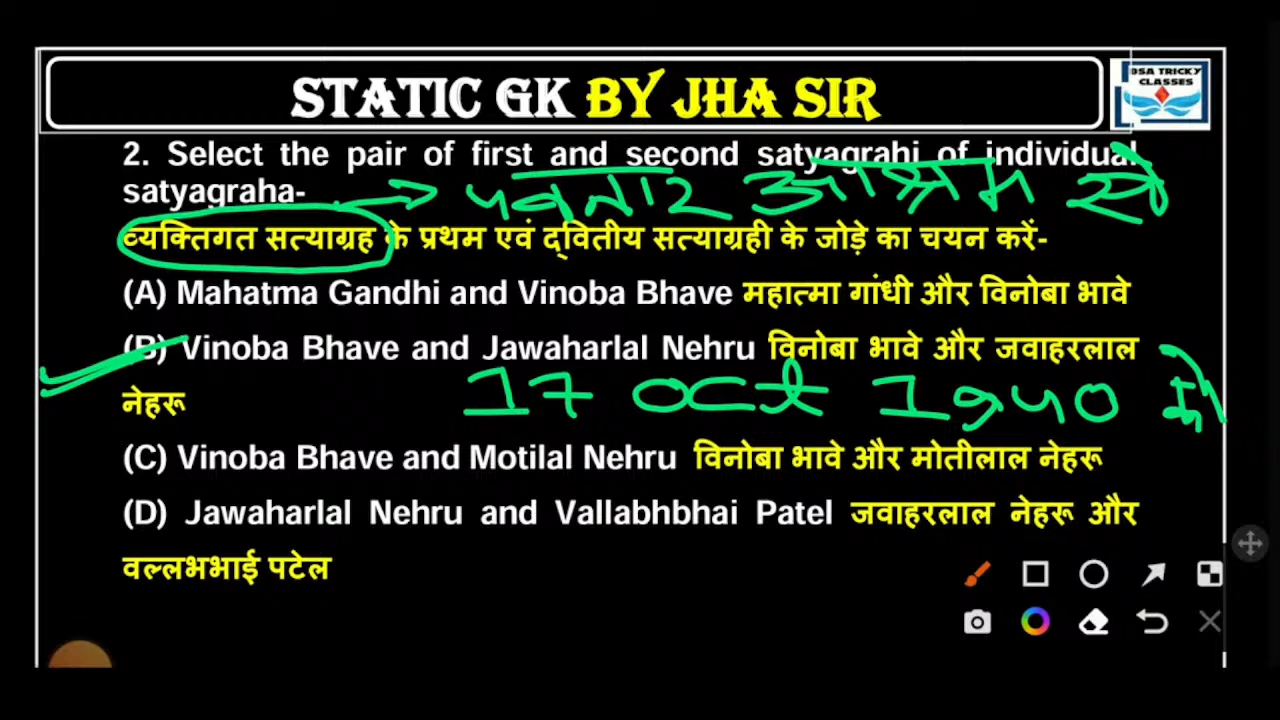 STATIC GK BY JHA SIR
DSA TRICKY
CLASSES
2. Select the pair of first and second satyagrahi of individual
satyagraha-
→ पवनार आश्रम से
व्यक्तिगत सत्याग्रह के प्रथम एवं द्वितीय सत्याग्रही के जोड़े का चयन करें-
(A) Mahatma Gandhi and Vinoba Bhave महात्मा गांधी और विनोबा भावे
(B) Vinoba Bhave and Jawaharlal Nehru विनोबा भावे और जवाहरलाल
नेहरू
17 Oct 1940 में
(C) Vinoba Bhave and Motilal Nehru विनोबा भावे और मोतीलाल नेहरू
(D) Jawaharlal Nehru and Vallabhbhai Patel जवाहरलाल नेहरू और
वल्लभभाई पटेल